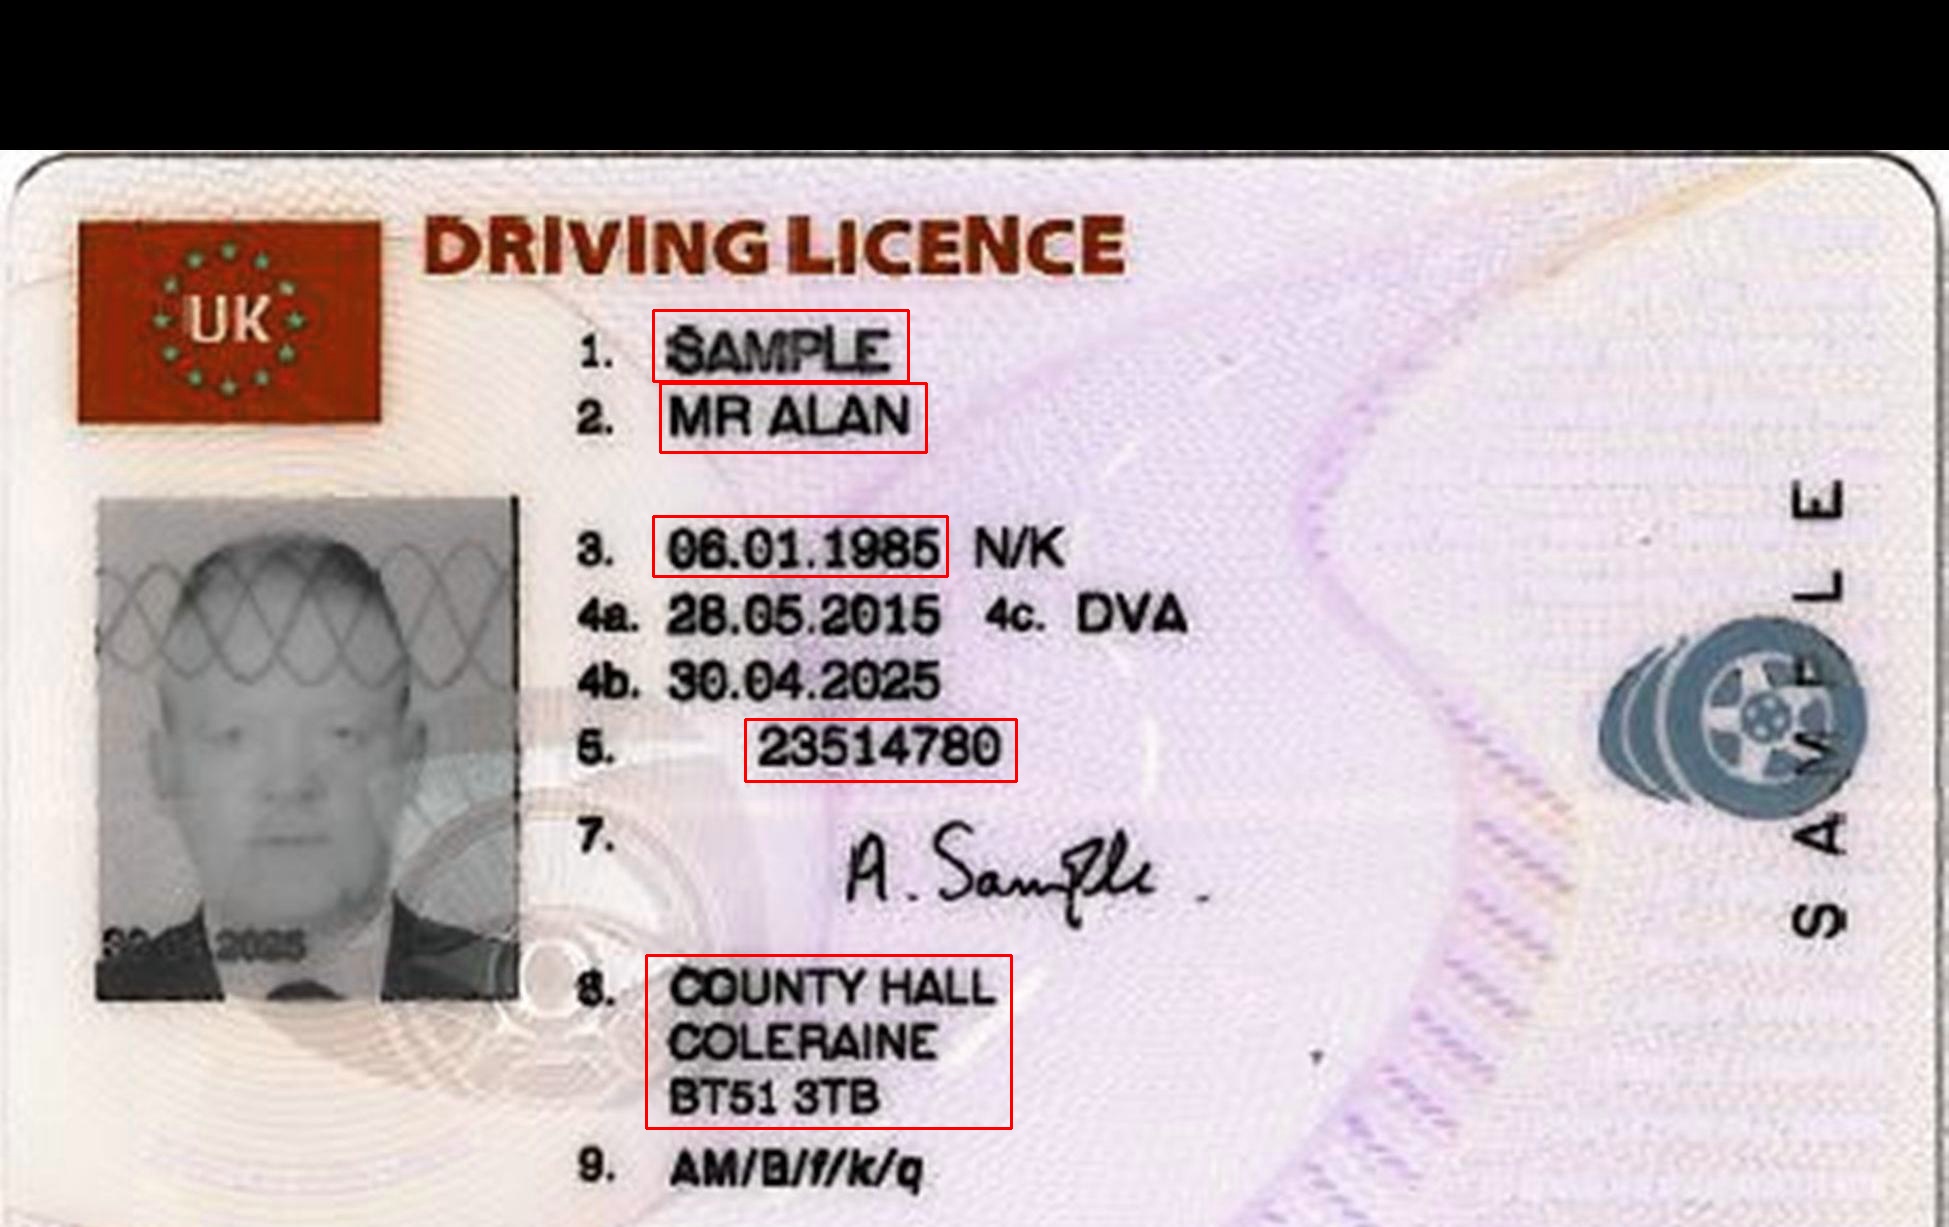 UK
DRIVING LICENCE
1. SAMPLE
2. MR ALAN
3. 06.01.1985 N/K
4a. 28.05.2015 4c. DVA
4b. 30.04.2025
5. 23514780
7. A. Sample.
8. COUNTY HALL
COLERAINE
BT51 3TB
9. AM/B/f/k/q
2025
SAMPLE